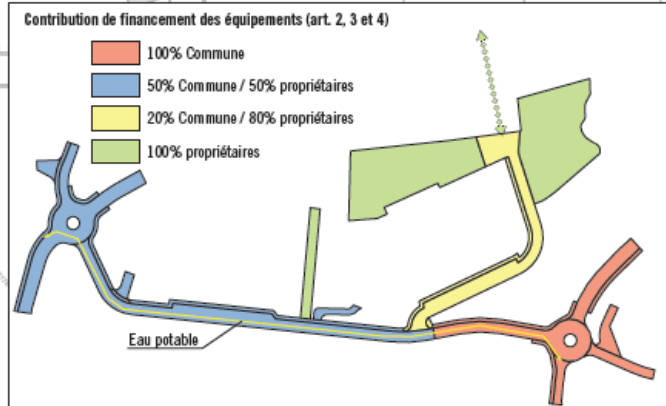 Contribution de financement des équipements (art. 2, 3 et 4)
100% Commune
50% Commune / 50% propriétaires
20% Commune / 80% propriétaires
100% propriétaires
Eau potable